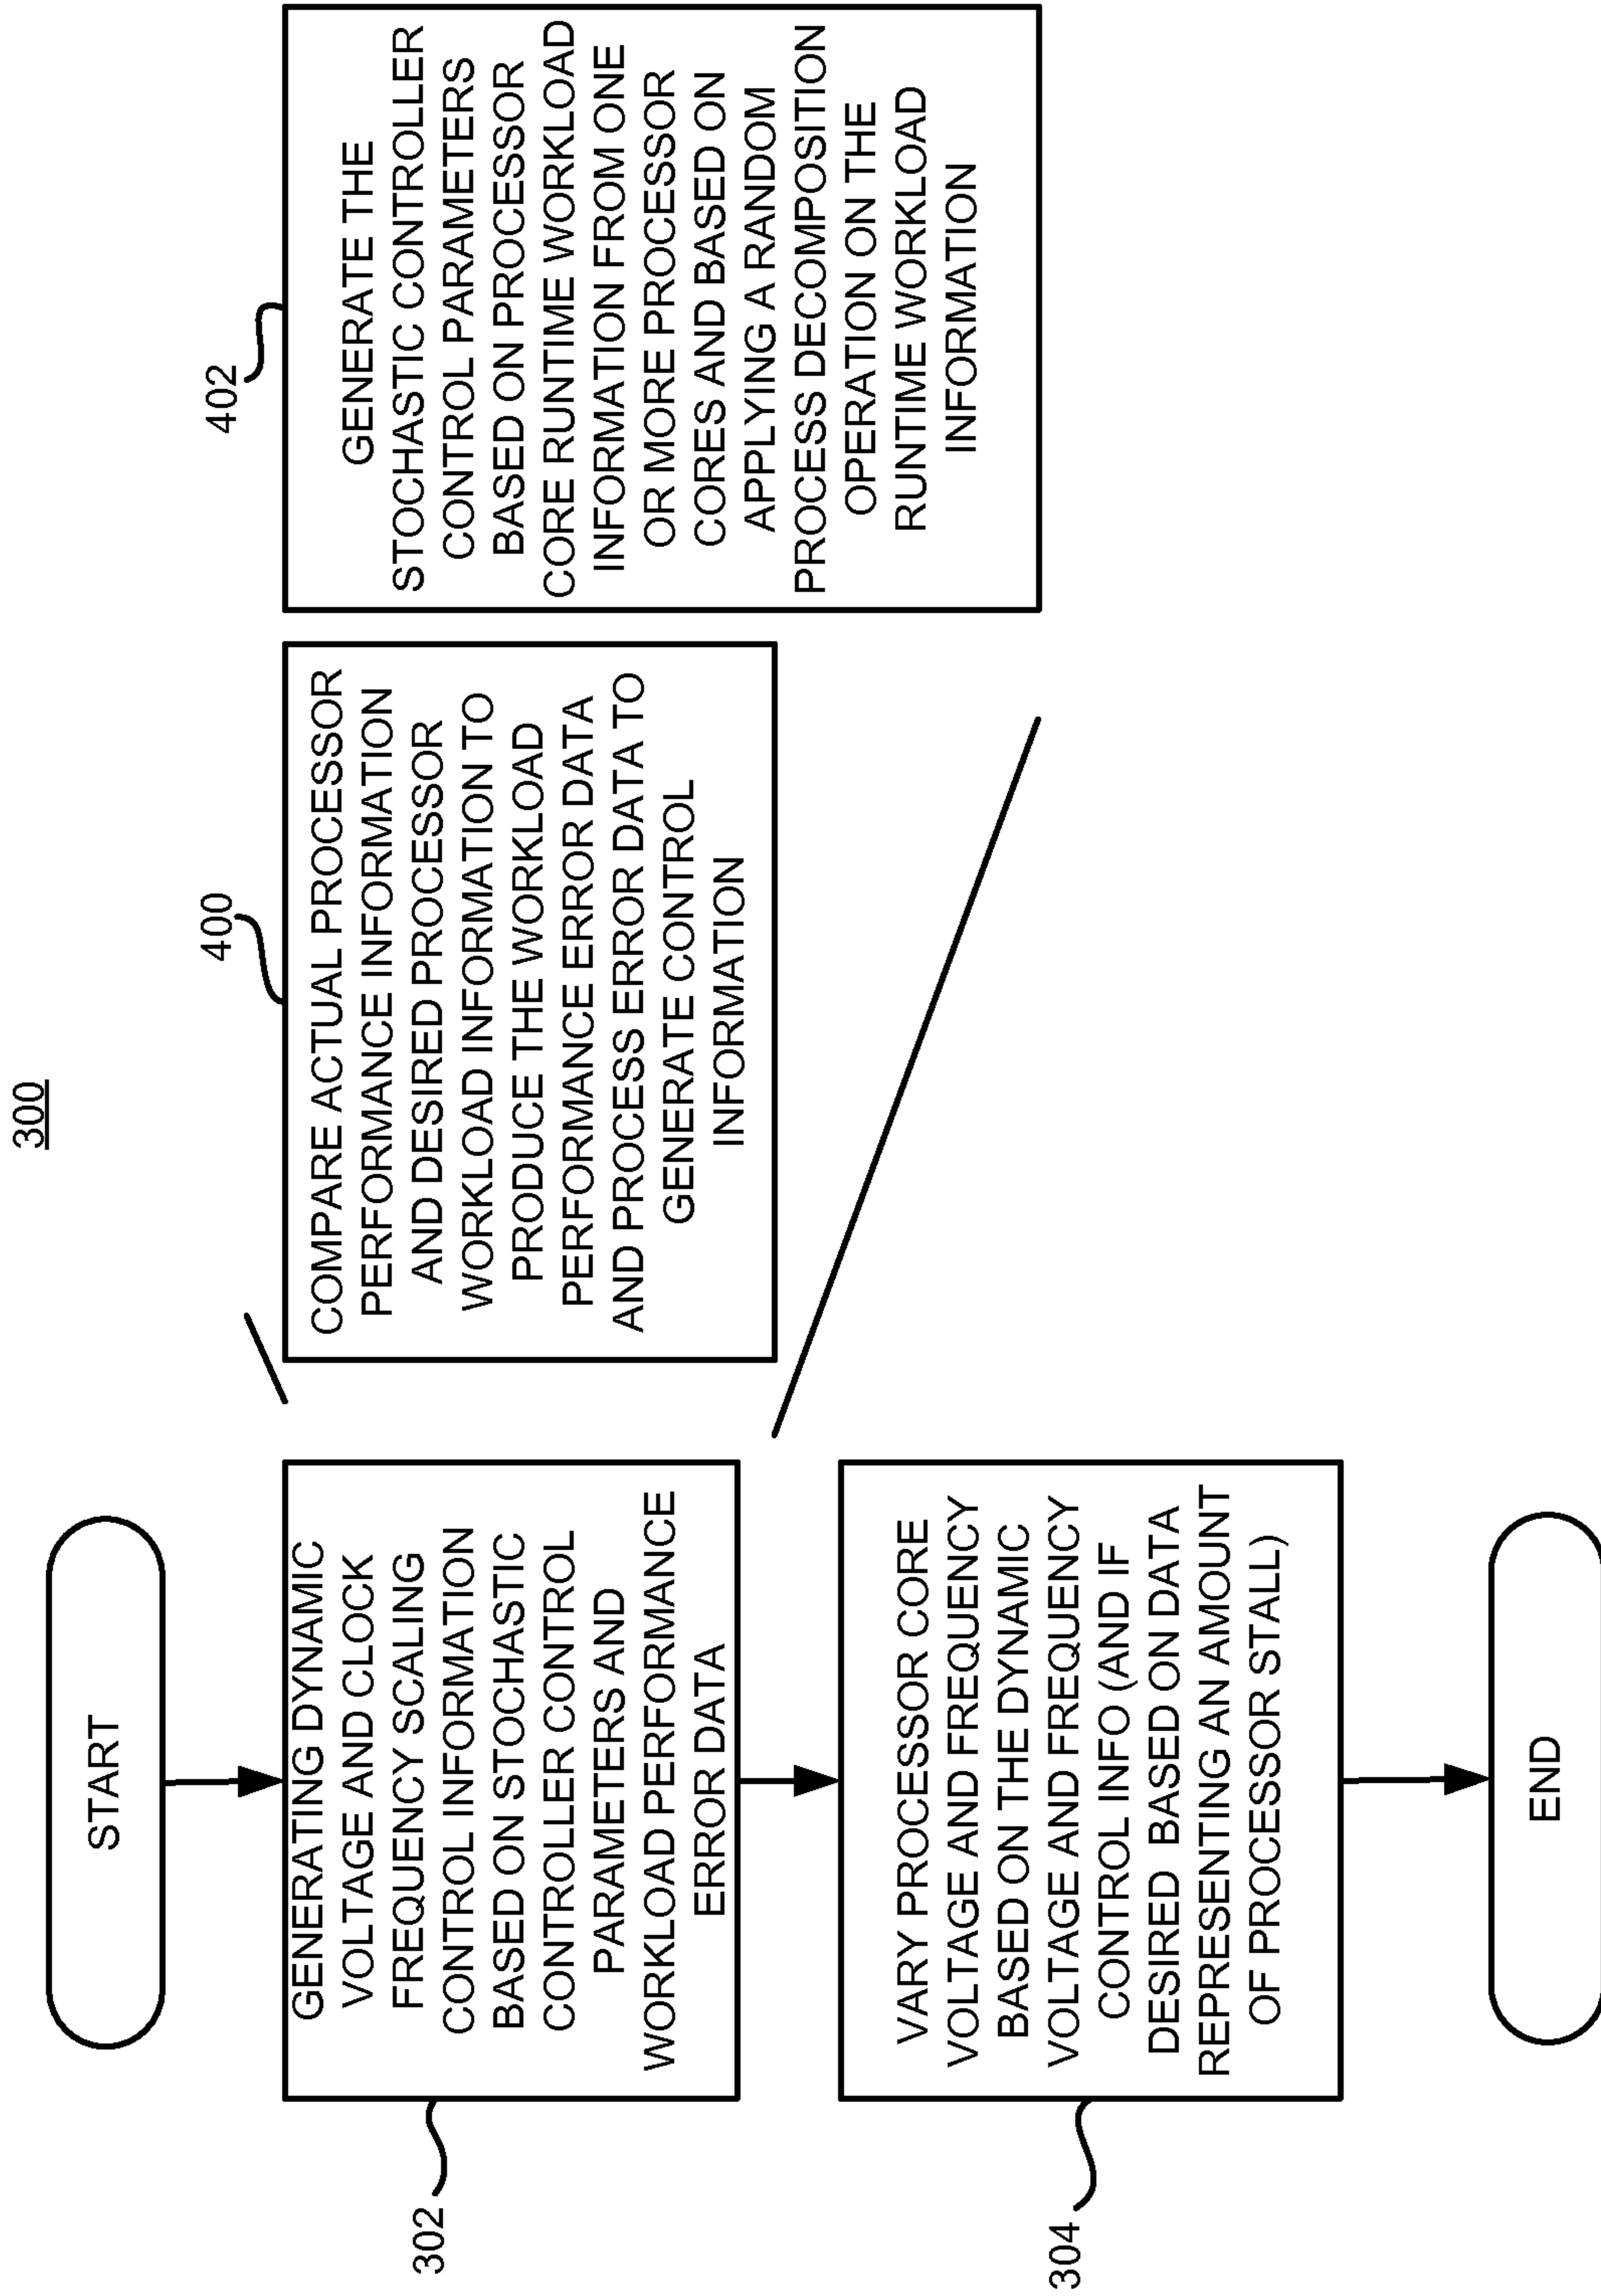 300
START
GENERATING DYNAMIC
VOLTAGE AND CLOCK
FREQUENCY SCALING
CONTROL INFORMATION
BASED ON STOCHASTIC
CONTROLLER CONTROL
PARAMETERS AND
WORKLOAD PERFORMANCE
ERROR DATA
302
VARY PROCESSOR CORE
VOLTAGE AND FREQUENCY
BASED ON THE DYNAMIC
VOLTAGE AND FREQUENCY
CONTROL INFO (AND IF
DESIRED BASED ON DATA
REPRESENTING AN AMOUNT
OF PROCESSOR STALL)
304
END
400
COMPARE ACTUAL PROCESSOR
PERFORMANCE INFORMATION
AND DESIRED PROCESSOR
WORKLOAD INFORMATION TO
PRODUCE THE WORKLOAD
PERFORMANCE ERROR DATA
AND PROCESS ERROR DATA TO
GENERATE CONTROL
INFORMATION
402
GENERATE THE
STOCHASTIC CONTROLLER
CONTROL PARAMETERS
BASED ON PROCESSOR
CORE RUNTIME WORKLOAD
INFORMATION FROM ONE
OR MORE PROCESSOR
CORES AND BASED ON
APPLYING A RANDOM
PROCESS DECOMPOSITION
OPERATION ON THE
RUNTIME WORKLOAD
INFORMATION